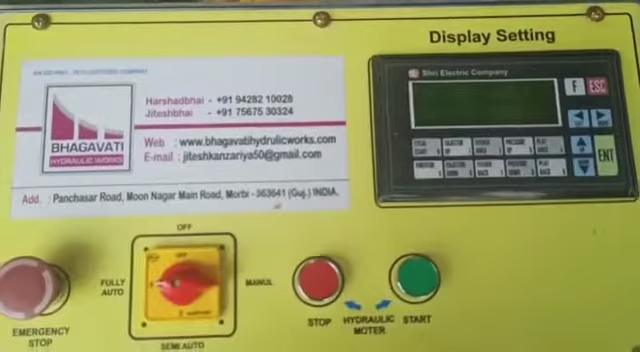 Display Setting
AN ISO 9001 : 2015 CERTIFIED COMPANY
Harshadbhai - +91 94282 10028
Jiteshbhai - +91 75675 30324
BHAGAVATI
HYDRAULIC WORKS
Web : www.bhagavatihydrulicworks.com
E-mail : jiteshkanzariya50@gmail.com
Add. : Panchasar Road, Moon Nagar Main Road, Morbi - 363641 (Guj.) INDIA.
Shri Electric Company
F
ESC
ENT
OFF
FULLY
AUTO
MANUL
SEMI AUTO
EMERGENCY
STOP
STOP
HYDRAULIC
MOTER
START